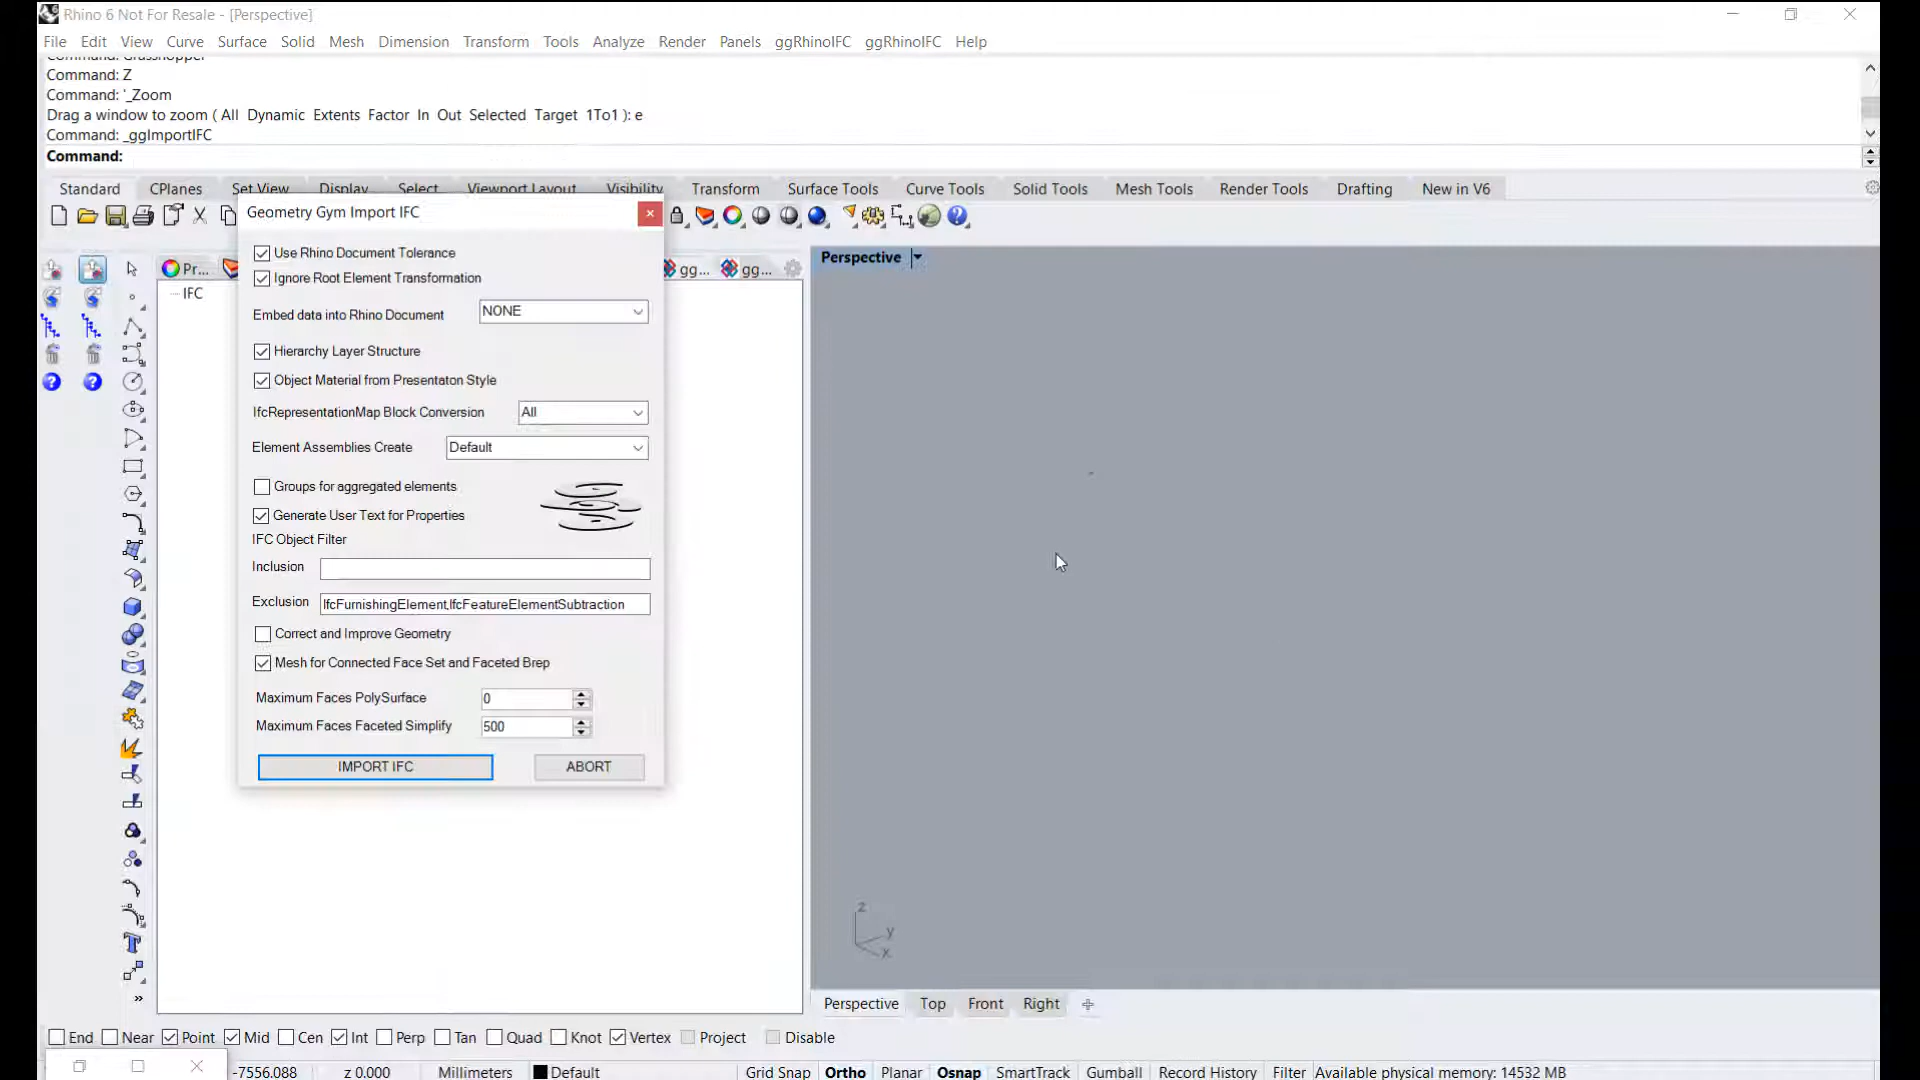 Rhino 6 Not For Resale - [Perspective]
File Edit View Curve Surface Solid Mesh Dimension Transform Tools Analyze Render Panels ggRhinoIFC ggRhinoIFC Help
Command: Grasshopper
Command: Z
Command: '_Zoom
Drag a window to zoom ( All Dynamic Extents Factor In Out Selected Target 1To1 ): e
Command: _ggImportIFC
Command:
Standard CPlanes Set View Display Select Viewport Layout Visibility Transform Surface Tools Curve Tools Solid Tools Mesh Tools Render Tools Drafting New in V6
Geometry Gym Import IFC
Use Rhino Document Tolerance
Ignore Root Element Transformation
Embed data into Rhino Document NONE
Hierarchy Layer Structure
Object Material from Presentaton Style
IfcRepresentationMap Block Conversion All
Element Assemblies Create Default
Groups for aggregated elements
Generate User Text for Properties
IFC Object Filter
Inclusion
Exclusion IfcFurnishingElement,IfcFeatureElementSubtraction
Correct and Improve Geometry
Mesh for Connected Face Set and Faceted Brep
Maximum Faces PolySurface 0
Maximum Faces Faceted Simplify 500
IMPORT IFC ABORT
Pr... gg... gg...
IFC
Perspective
z
y
x
Perspective Top Front Right
End Near Point Mid Cen Int Perp Tan Quad Knot Vertex Project Disable
-7556.088 z 0.000 Millimeters Default Grid Snap Ortho Planar Osnap SmartTrack Gumball Record History Filter Available physical memory: 14532 MB